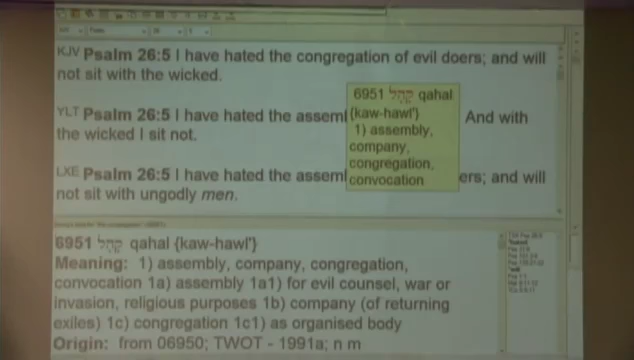 KJV Psalm 26:5 I have hated the congregation of evil doers; and will
not sit with the wicked.
YLT Psalm 26:5 I have hated the assem
And with
the wicked I sit not.
LXE Psalm 26:5 I have hated the assem
ers; and will
not sit with ungodly men.
6951 קָהָל qahal
{kaw-hawl'}
1) assembly,
company,
congregation,
convocation
6951 קָהָל qahal {kaw-hawl'}
Meaning: 1) assembly, company, congregation,
convocation 1a) assembly 1a1) for evil counsel, war or
invasion, religious purposes 1b) company (of returning
exiles) 1c) congregation 1c1) as organised body
Origin: from 06950; TWOT - 1991a; n m